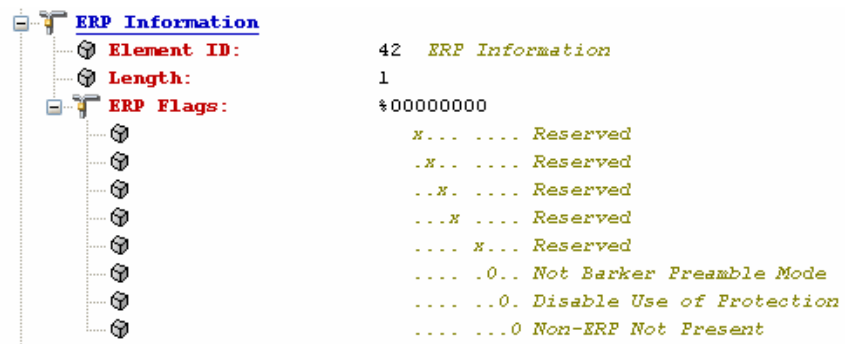 ERP Information
Element ID: 42 ERP Information
Length: 1
ERP Flags: %00000000
x... .... Reserved
.x.. .... Reserved
..x. .... Reserved
...x .... Reserved
.... x... Reserved
.... .0.. Not Barker Preamble Mode
.... ..0. Disable Use of Protection
.... ...0 Non-ERP Not Present